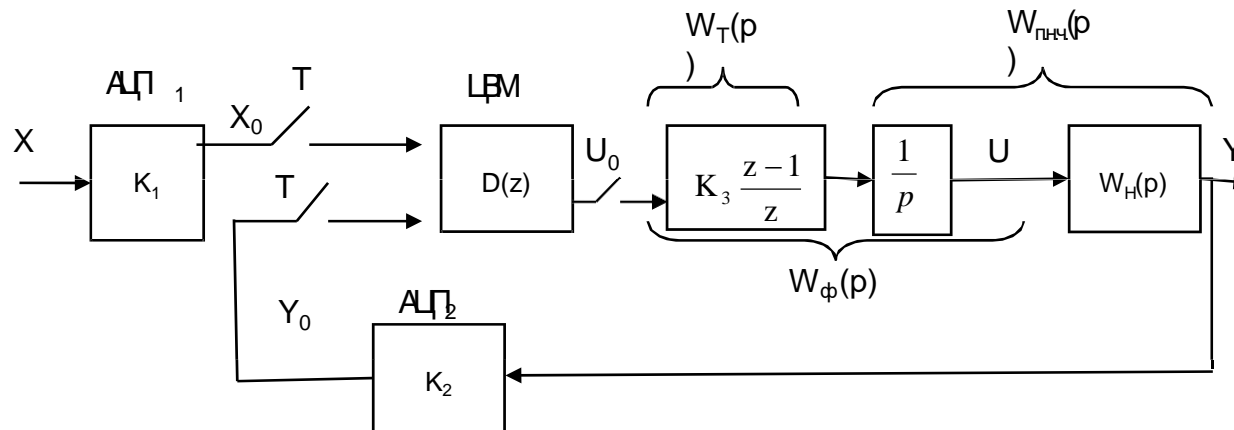 W_T(p
)
W_пнч.(p
)
АЦП 1
T
ЦВМ
X
X_0
K_1
T
D(z)
U_0
K_3 z − 1 / z
1 / p
U
W_H(p)
Y
W_ф(p)
АЦП_2
Y_0
K_2